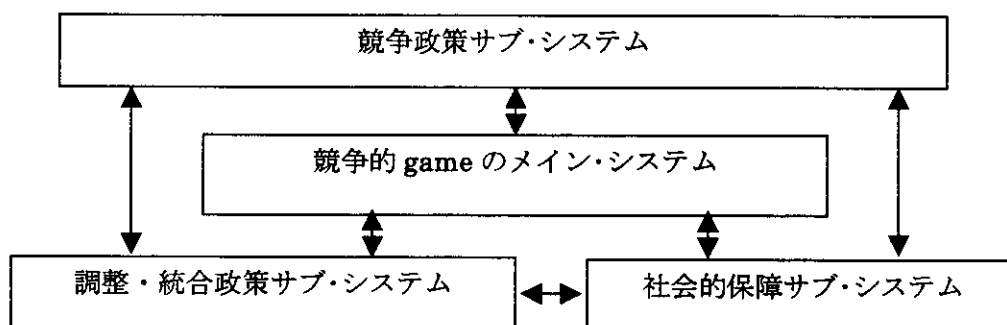 競争政策サブ・システム
競争的 game のメイン・システム
調整・統合政策サブ・システム
社会的保障サブ・システム